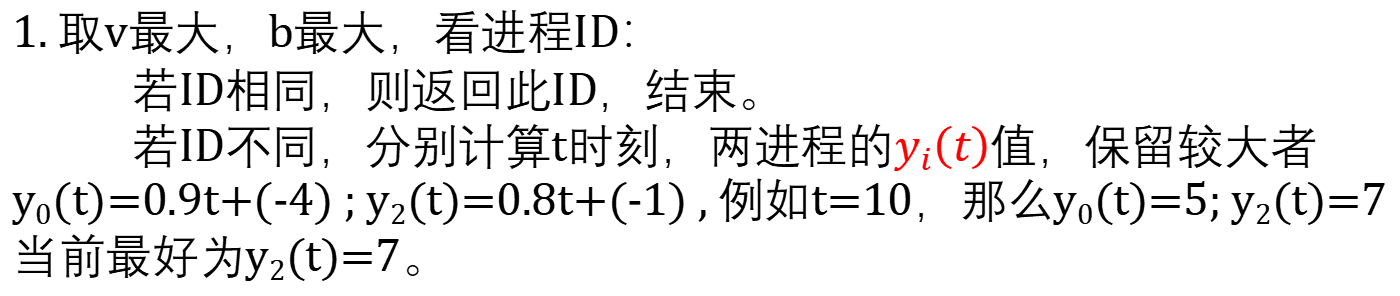 1. 取v最大，b最大，看进程ID：
若ID相同，则返回此ID，结束。
若ID不同，分别计算t时刻，两进程的yᵢ(t)值，保留较大者
y₀(t)=0.9t+(-4) ; y₂(t)=0.8t+(-1) , 例如t=10，那么y₀(t)=5; y₂(t)=7
当前最好为y₂(t)=7。